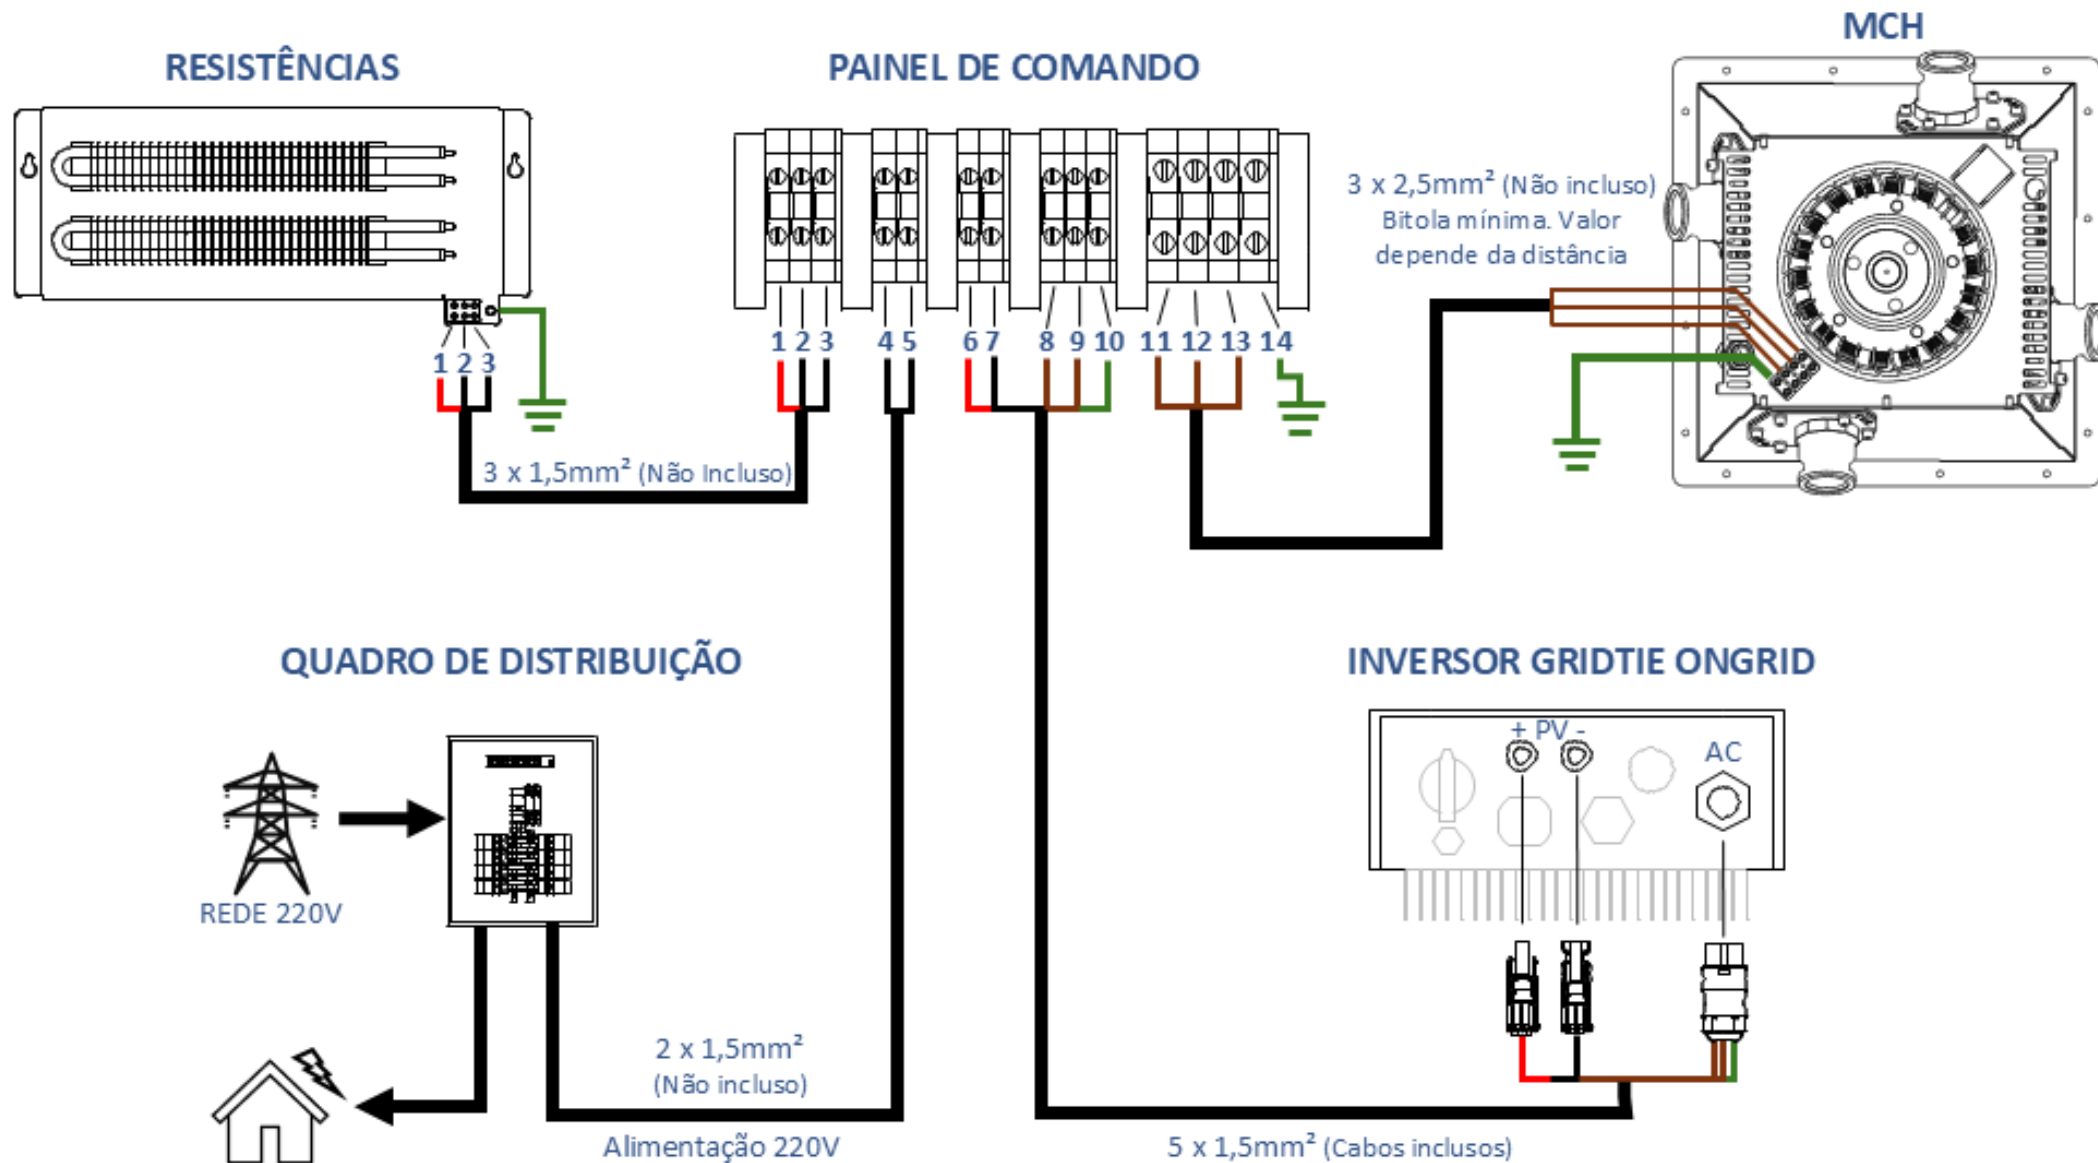 MCH
RESISTÊNCIAS
PAINEL DE COMANDO
3 x 2,5mm² (Não incluso)
Bitola mínima. Valor
depende da distância
1 2 3
1 2 3 4 5 6 7 8 9 10 11 12 13 14
3 x 1,5mm² (Não Incluso)
QUADRO DE DISTRIBUIÇÃO
INVERSOR GRIDTIE ONGRID
+ PV -
AC
REDE 220V
2 x 1,5mm²
(Não incluso)
Alimentação 220V
5 x 1,5mm² (Cabos inclusos)